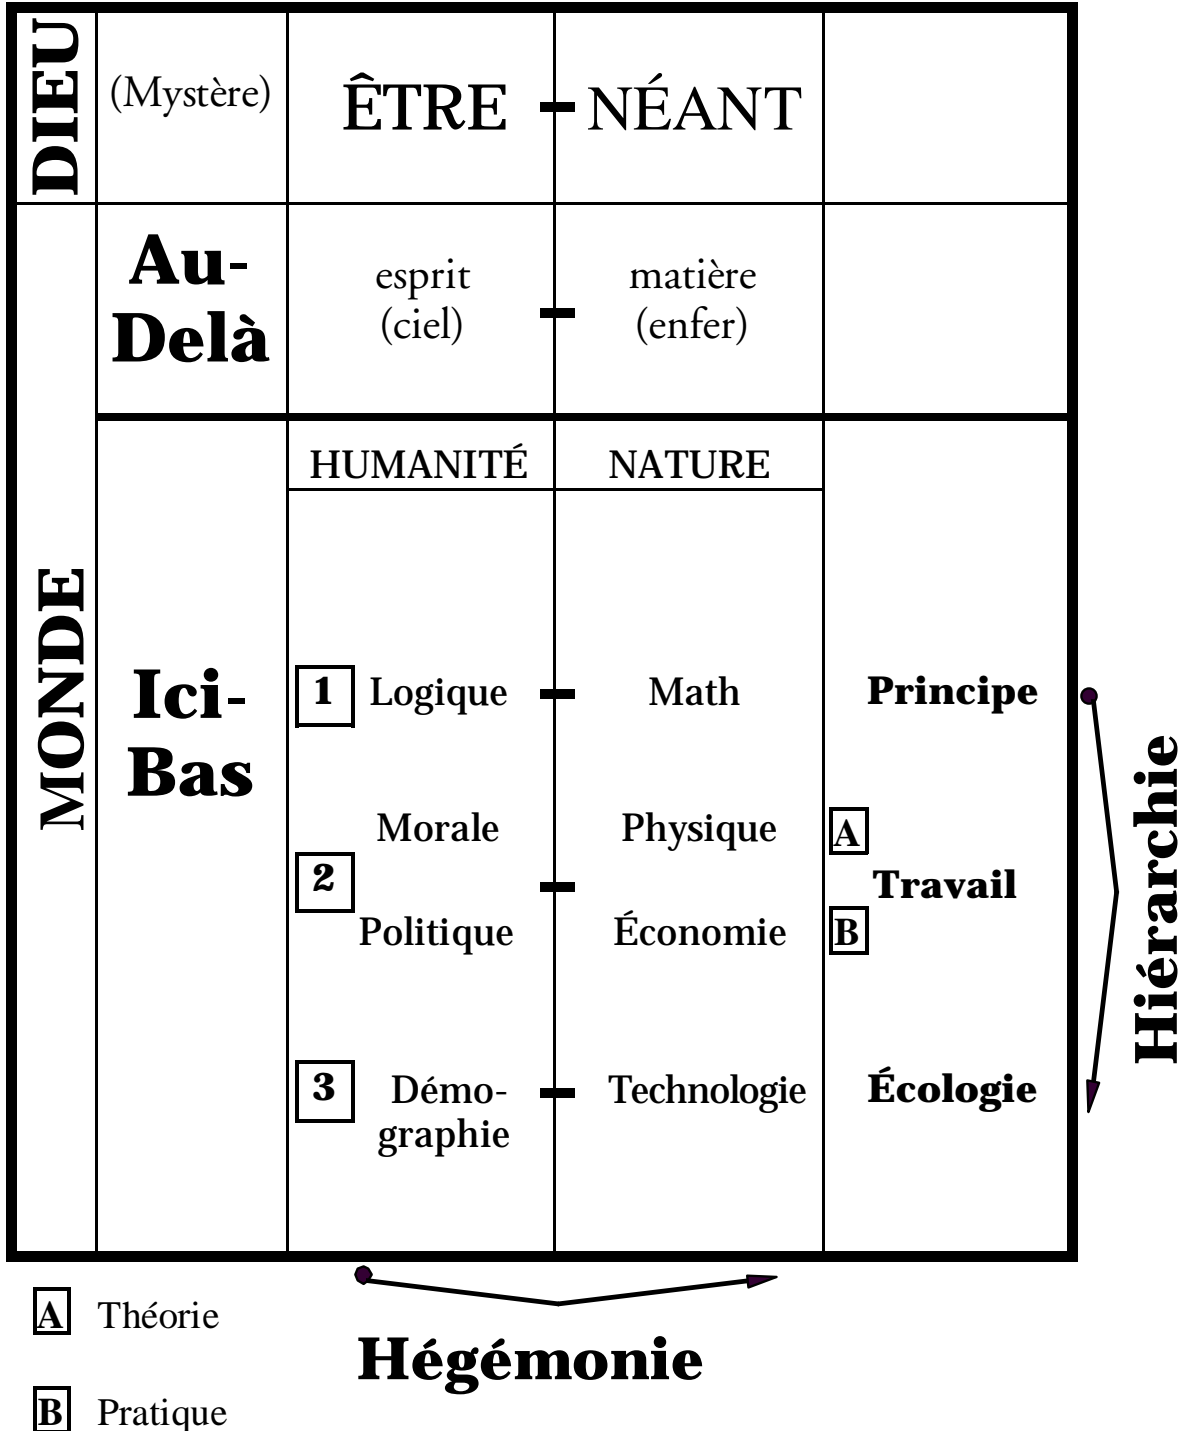 DIEU
(Mystère)
ÊTRE - NÉANT
MONDE
Au-
Delà
esprit
(ciel)
-
matière
(enfer)
Ici-
Bas
HUMANITÉ
NATURE
1 Logique - Math
Principe
Morale
Physique
A
2
-
Travail
Politique
Économie
B
3 Démo-
graphie
- Technologie
Écologie
Hiérarchie
Hégémonie
A Théorie
B Pratique